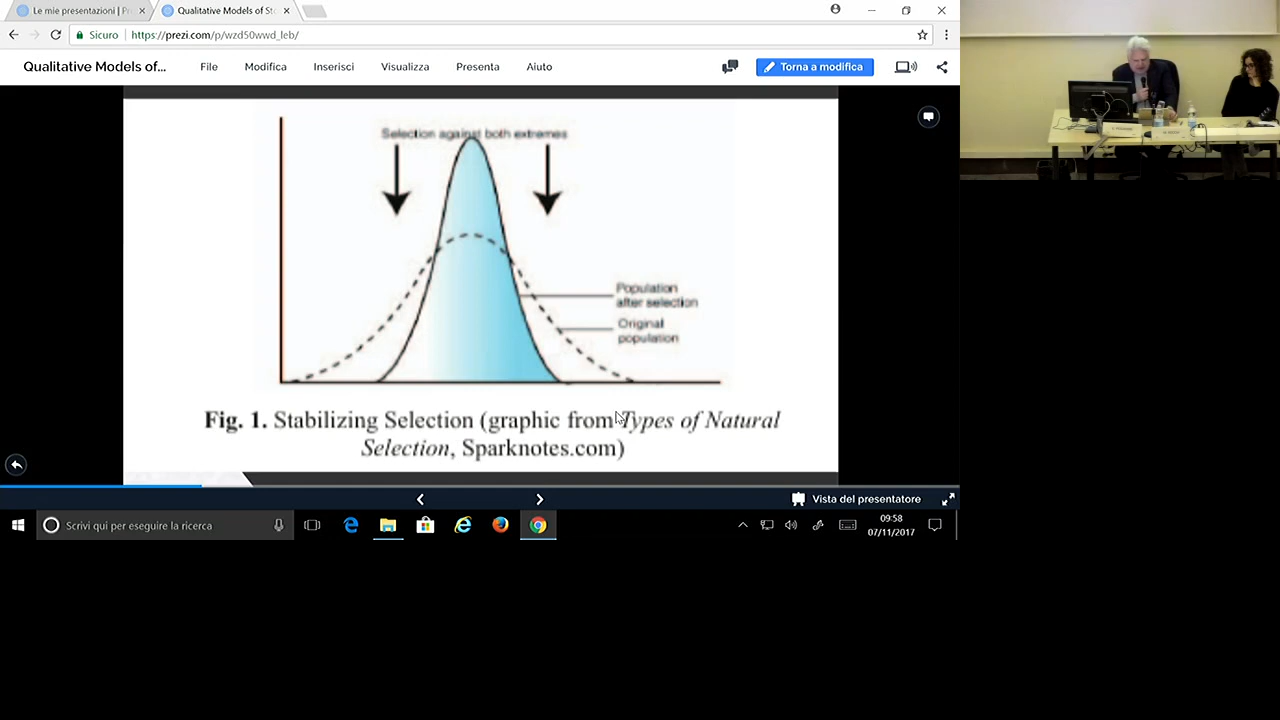 Le mie presentazioni | Pr
Qualitative Models of Sto
Sicuro
https://prezi.com/p/wzd50wwd_leb/
Qualitative Models of...
File
Modifica
Inserisci
Visualizza
Presenta
Aiuto
Torna a modifica
Selection against both extremes
Population
after selection
Original
population
Fig. 1. Stabilizing Selection (graphic from Types of Natural
Selection, Sparknotes.com)
Vista del presentatore
Scrivi qui per eseguire la ricerca
09:58
07/11/2017